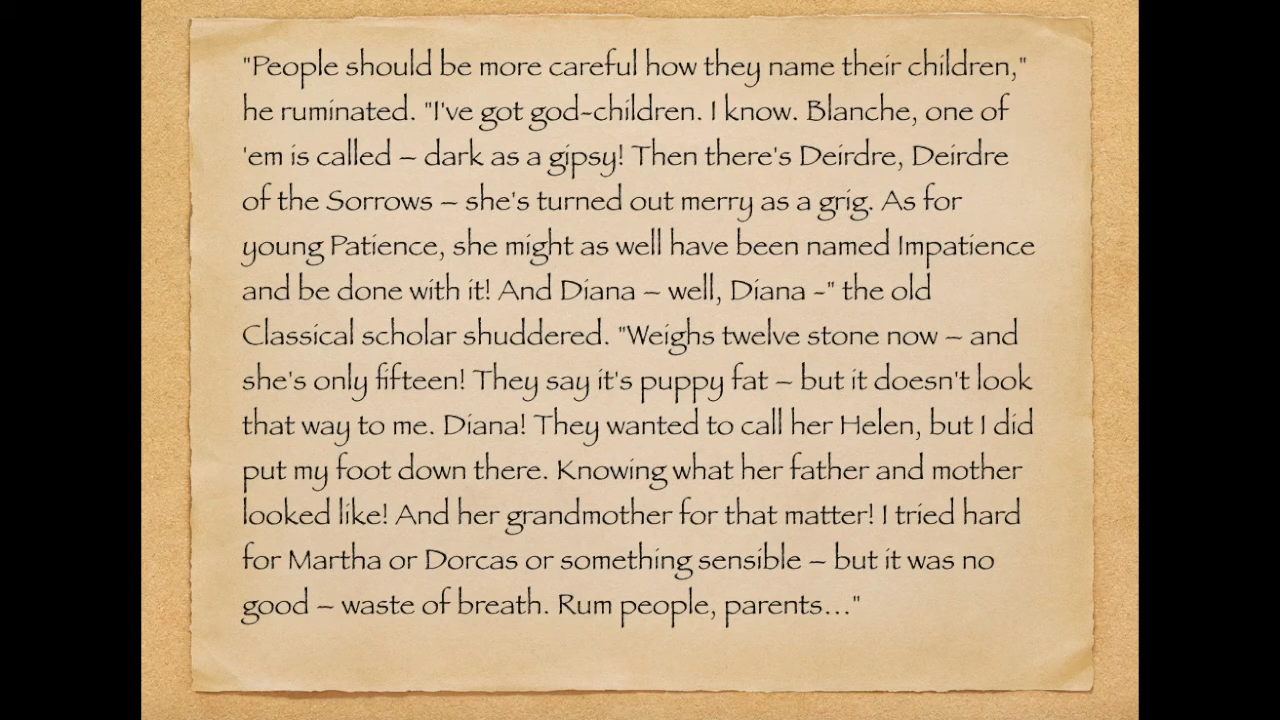 "People should be more careful how they name their children,"
he ruminated. "I've got god-children. I know. Blanche, one of
'em is called – dark as a gipsy! Then there's Deirdre, Deirdre
of the Sorrows – she's turned out merry as a grig. As for
young Patience, she might as well have been named Impatience
and be done with it! And Diana – well, Diana -" the old
Classical scholar shuddered. "Weighs twelve stone now – and
she's only fifteen! They say it's puppy fat – but it doesn't look
that way to me. Diana! They wanted to call her Helen, but I did
put my foot down there. Knowing what her father and mother
looked like! And her grandmother for that matter! I tried hard
for Martha or Dorcas or something sensible – but it was no
good – waste of breath. Rum people, parents…"